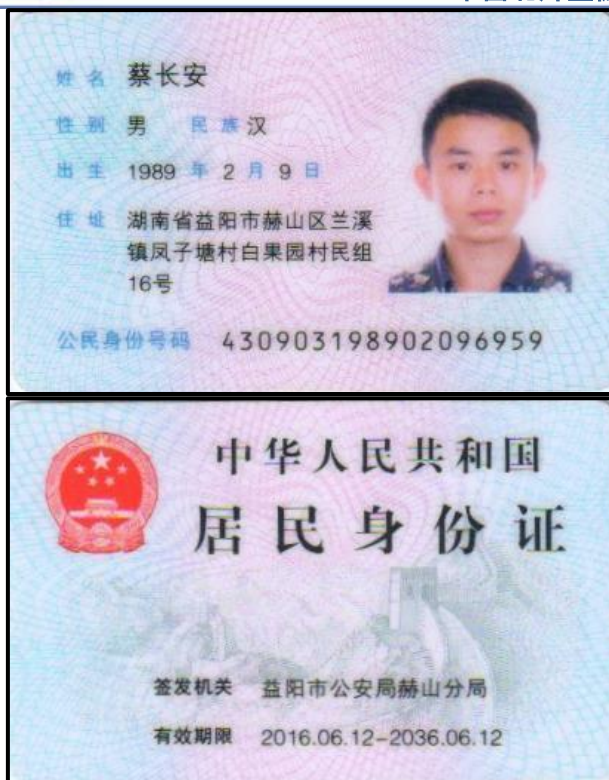 姓名 蔡长安
性别 男 民族 汉
出生 1989 年 2 月 9 日
住址 湖南省益阳市赫山区兰溪
镇凤子塘村白果园村民组
16号
公民身份号码 430903198902096959
中华人民共和国
居民身份证
签发机关 益阳市公安局赫山分局
有效期限 2016.06.12-2036.06.12